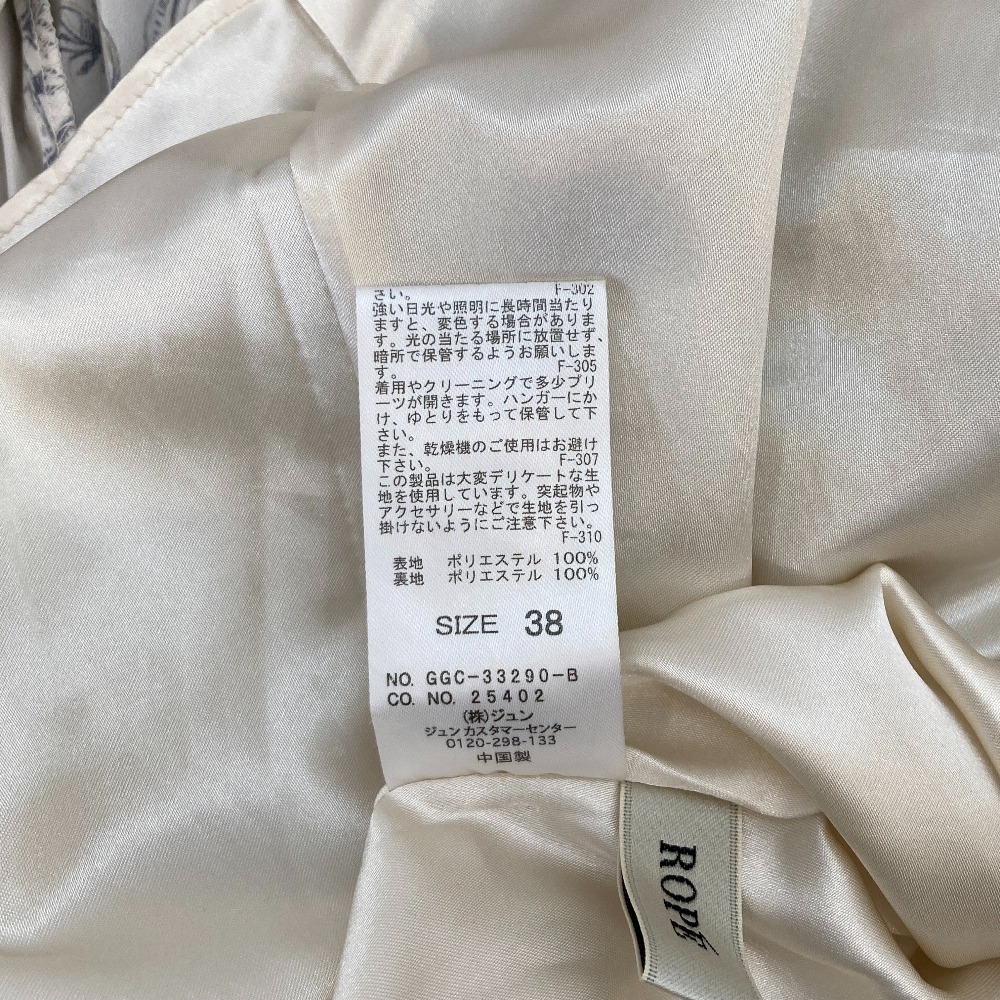 さい。
F-302
強い日光や照明に長時間当たり
ますと、変色する場合がありま
す。光の当たる場所に放置せず、
暗所で保管するようお願いしま
す。
F-305
着用やクリーニングで多少プリ
ーツが開きます。ハンガーにか
け、ゆとりをもって保管して下
さい。
また、乾燥機のご使用はお避け
下さい。
F-307
この製品は大変デリケートな生
地を使用しています。突起物や
アクセサリーなどで生地を引っ
掛けないようにご注意下さい。
F-310
表地 ポリエステル 100%
裏地 ポリエステル 100%
SIZE 38
NO. GGC-33290-B
CO. NO. 25402
(株)ジュン
ジュン カスタマーセンター
0120-298-133
中国製
ROPÉ